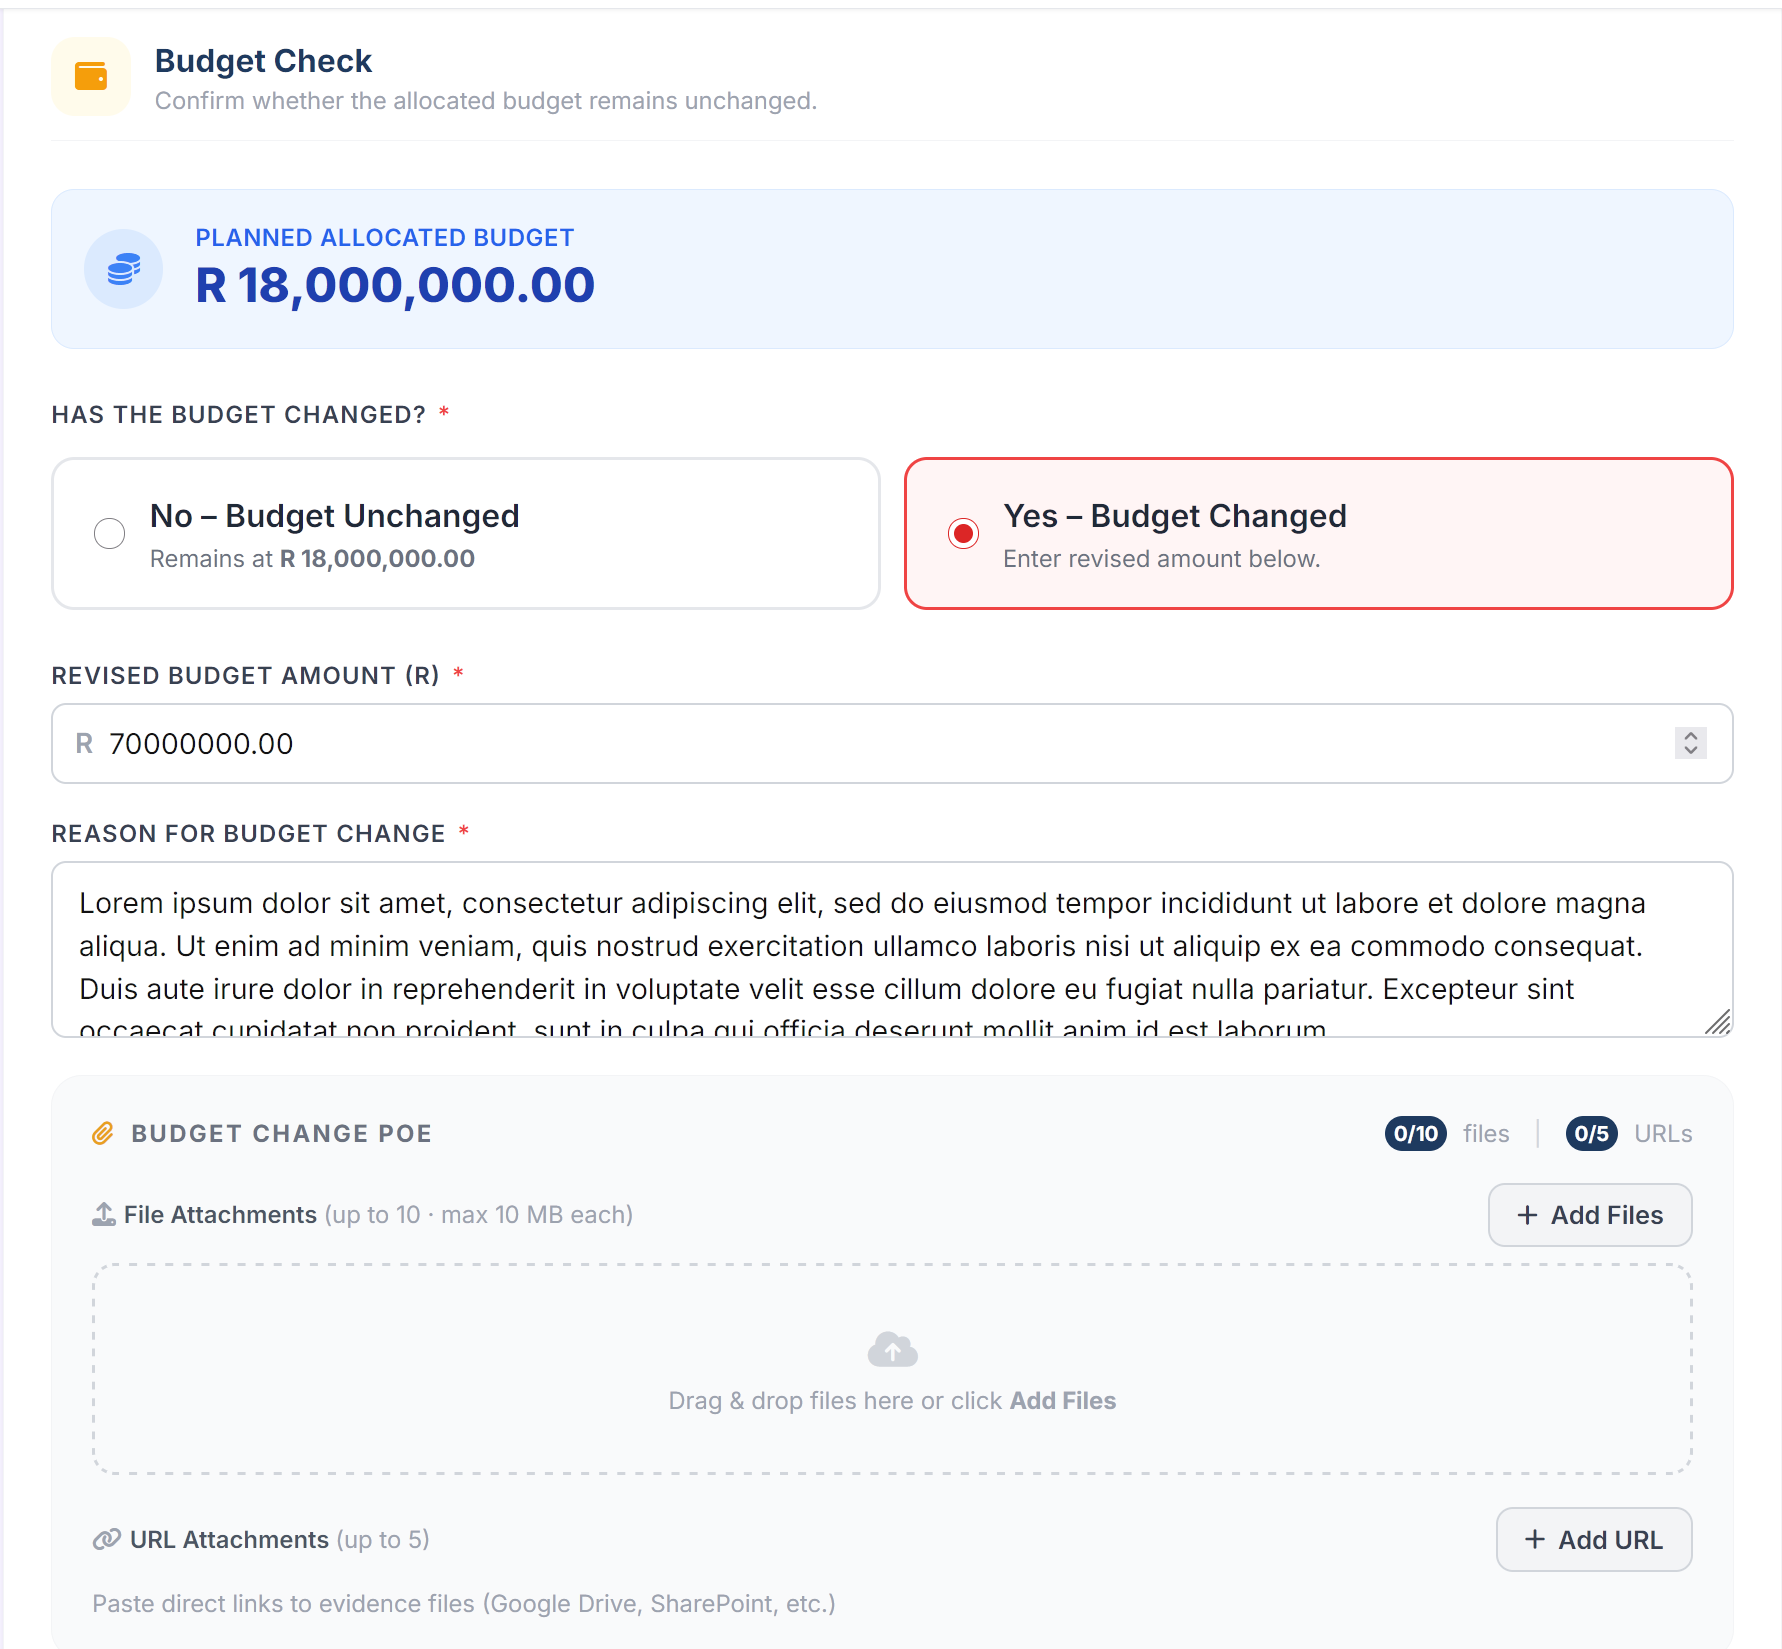 Budget Check
Confirm whether the allocated budget remains unchanged.
PLANNED ALLOCATED BUDGET
R 18,000,000.00
HAS THE BUDGET CHANGED? *
No – Budget Unchanged
Remains at R 18,000,000.00
Yes – Budget Changed
Enter revised amount below.
REVISED BUDGET AMOUNT (R) *
R 70000000.00
REASON FOR BUDGET CHANGE *
Lorem ipsum dolor sit amet, consectetur adipiscing elit, sed do eiusmod tempor incididunt ut labore et dolore magna
aliqua. Ut enim ad minim veniam, quis nostrud exercitation ullamco laboris nisi ut aliquip ex ea commodo consequat.
Duis aute irure dolor in reprehenderit in voluptate velit esse cillum dolore eu fugiat nulla pariatur. Excepteur sint
occaecat cupidatat non proident, sunt in culpa qui officia deserunt mollit anim id est laborum.
BUDGET CHANGE POE
0/10 files | 0/5 URLs
File Attachments (up to 10 · max 10 MB each)
+ Add Files
Drag & drop files here or click Add Files
URL Attachments (up to 5)
+ Add URL
Paste direct links to evidence files (Google Drive, SharePoint, etc.)